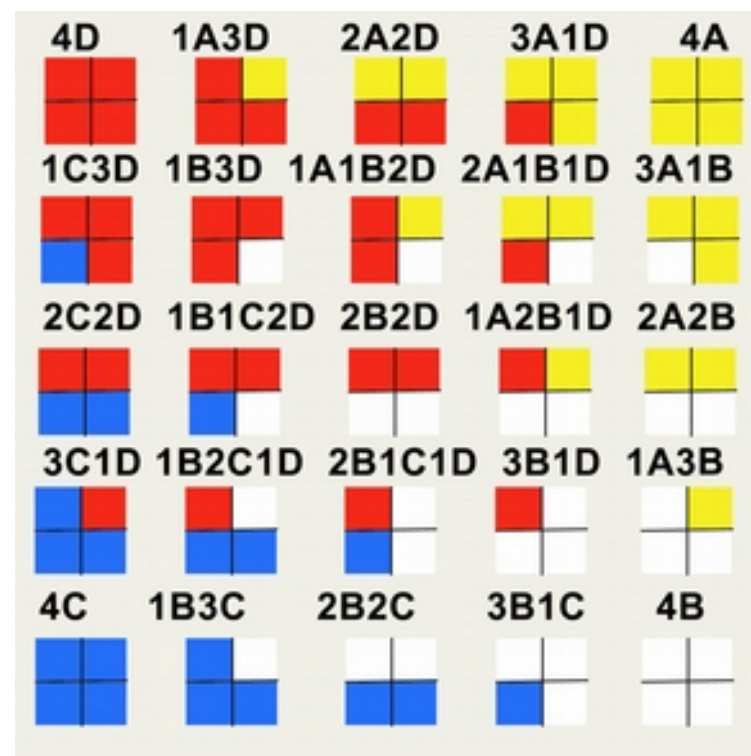 4D 1A3D 2A2D 3A1D 4A
1C3D 1B3D 1A1B2D 2A1B1D 3A1B
2C2D 1B1C2D 2B2D 1A2B1D 2A2B
3C1D 1B2C1D 2B1C1D 3B1D 1A3B
4C 1B3C 2B2C 3B1C 4B